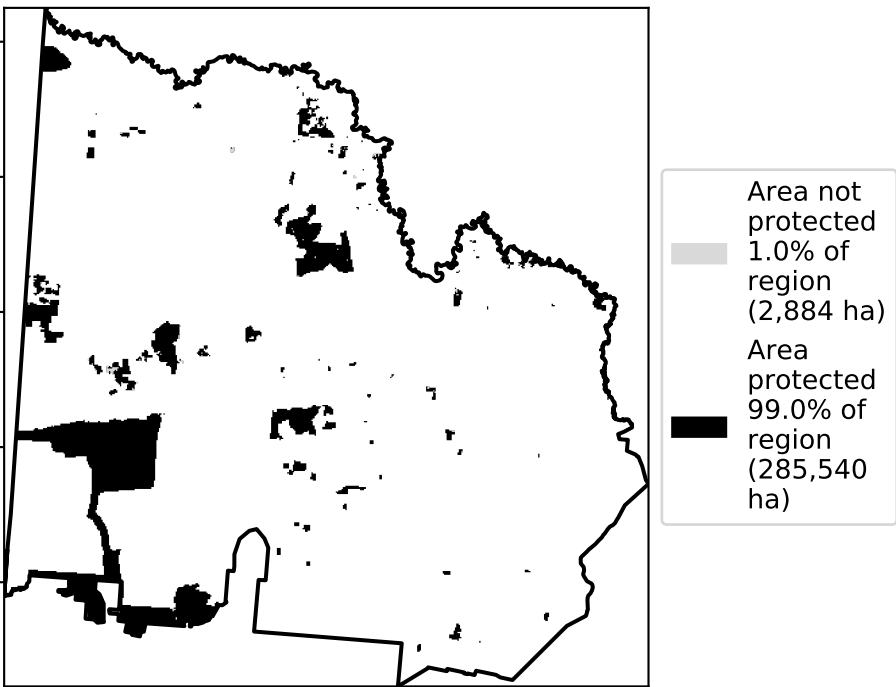 Area not
protected
1.0% of
region
(2,884 ha)
Area
protected
99.0% of
region
(285,540
ha)